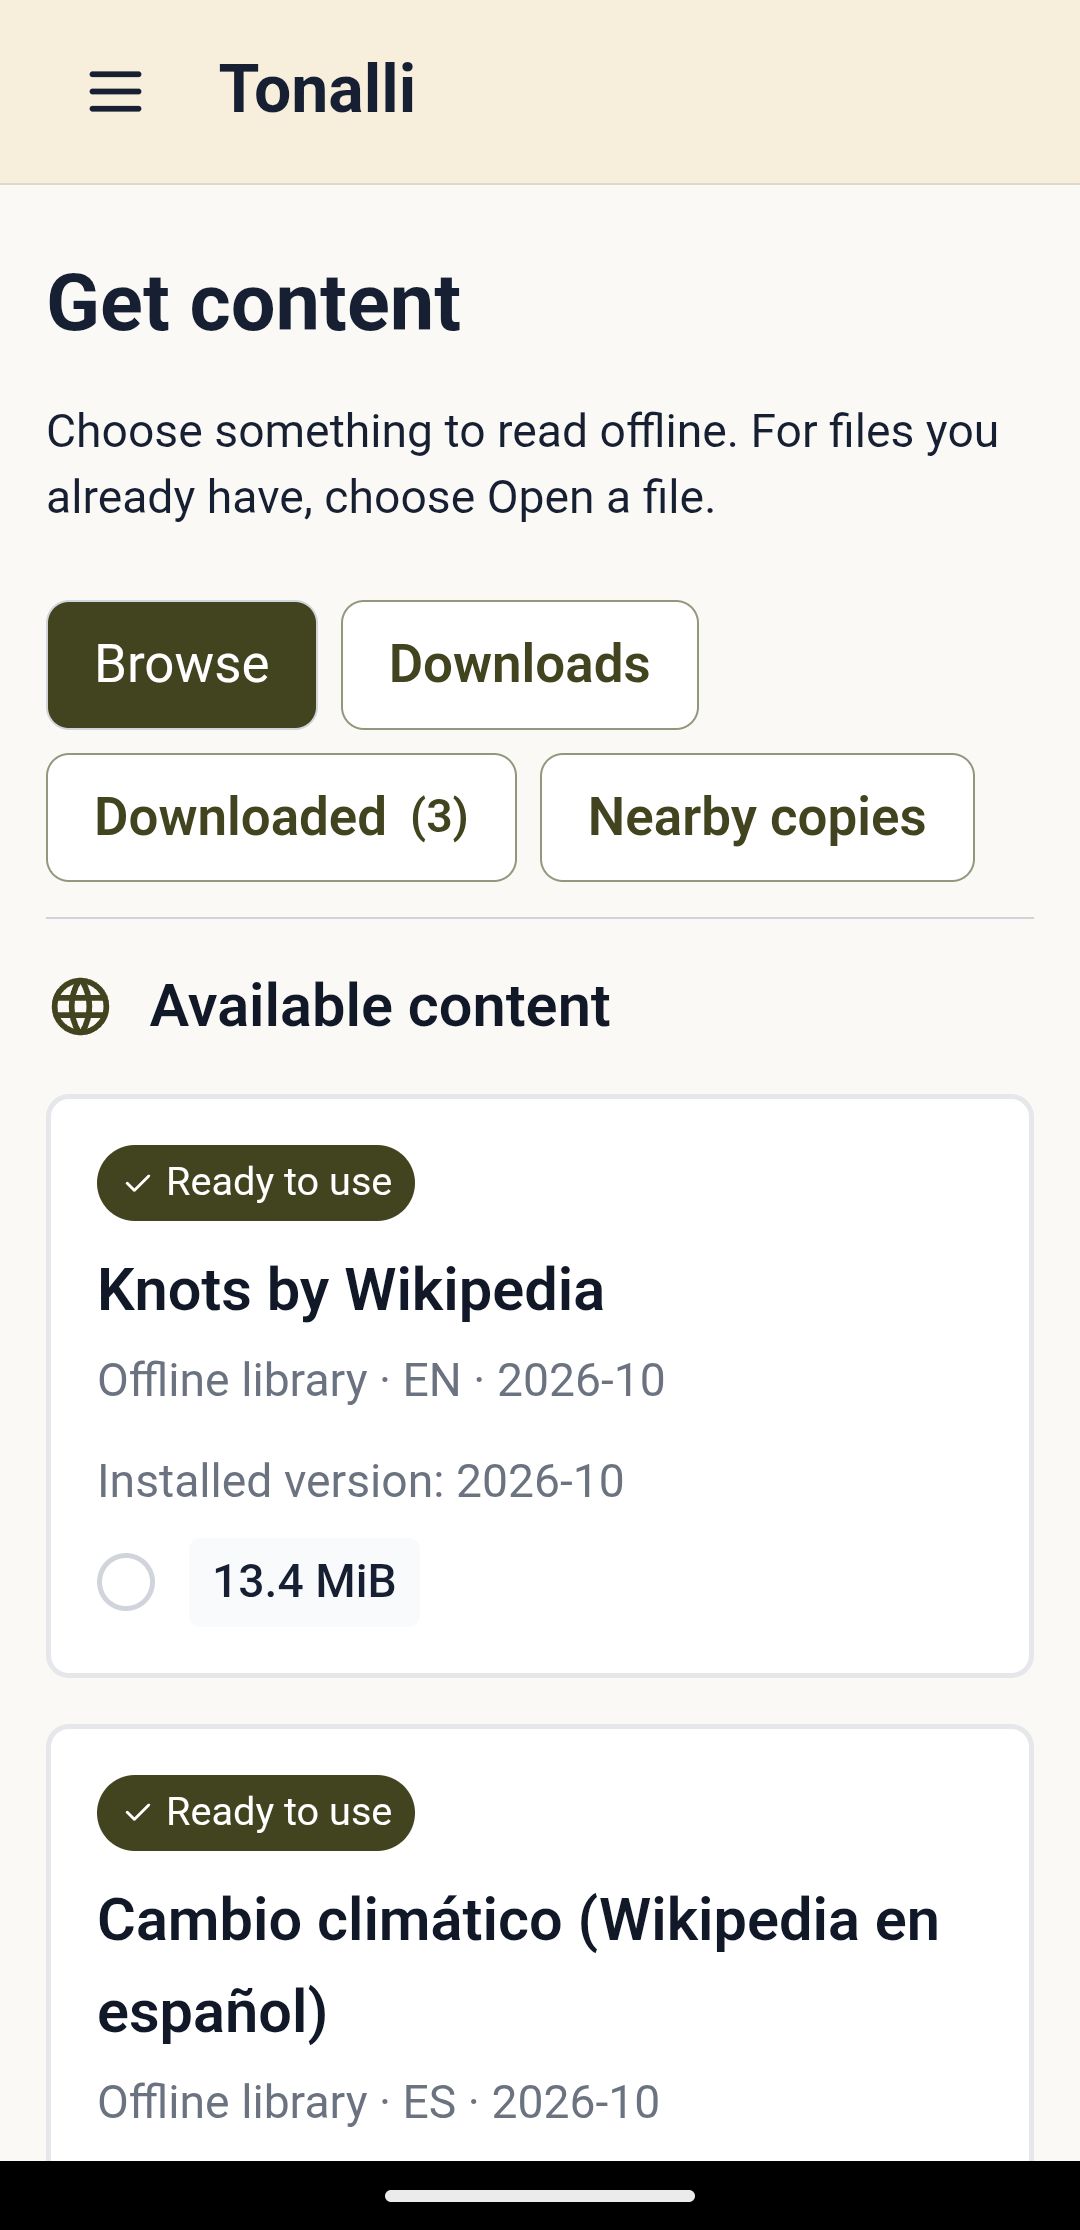 Tonalli
Get content
Choose something to read offline. For files you
already have, choose Open a file.
Browse
Downloads
Downloaded (3)
Nearby copies
Available content
Ready to use
Knots by Wikipedia
Offline library · EN · 2026-10
Installed version: 2026-10
13.4 MiB
Ready to use
Cambio climático (Wikipedia en
español)
Offline library · ES · 2026-10